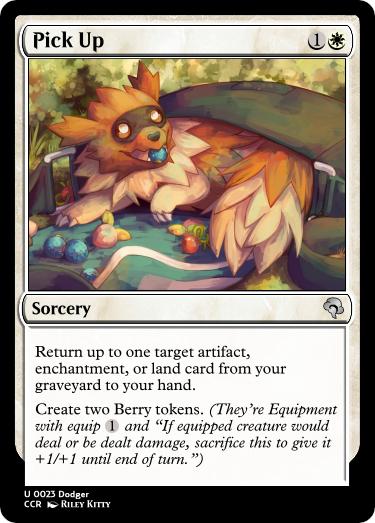 Pick Up 1
Sorcery
Return up to one target artifact,
enchantment, or land card from your
graveyard to your hand.
Create two Berry tokens. (They're Equipment
with equip 1 and “If equipped creature would
deal or be dealt damage, sacrifice this to give it
+1/+1 until end of turn.”)
U 0023 Dodger
CCR Riley Kitty